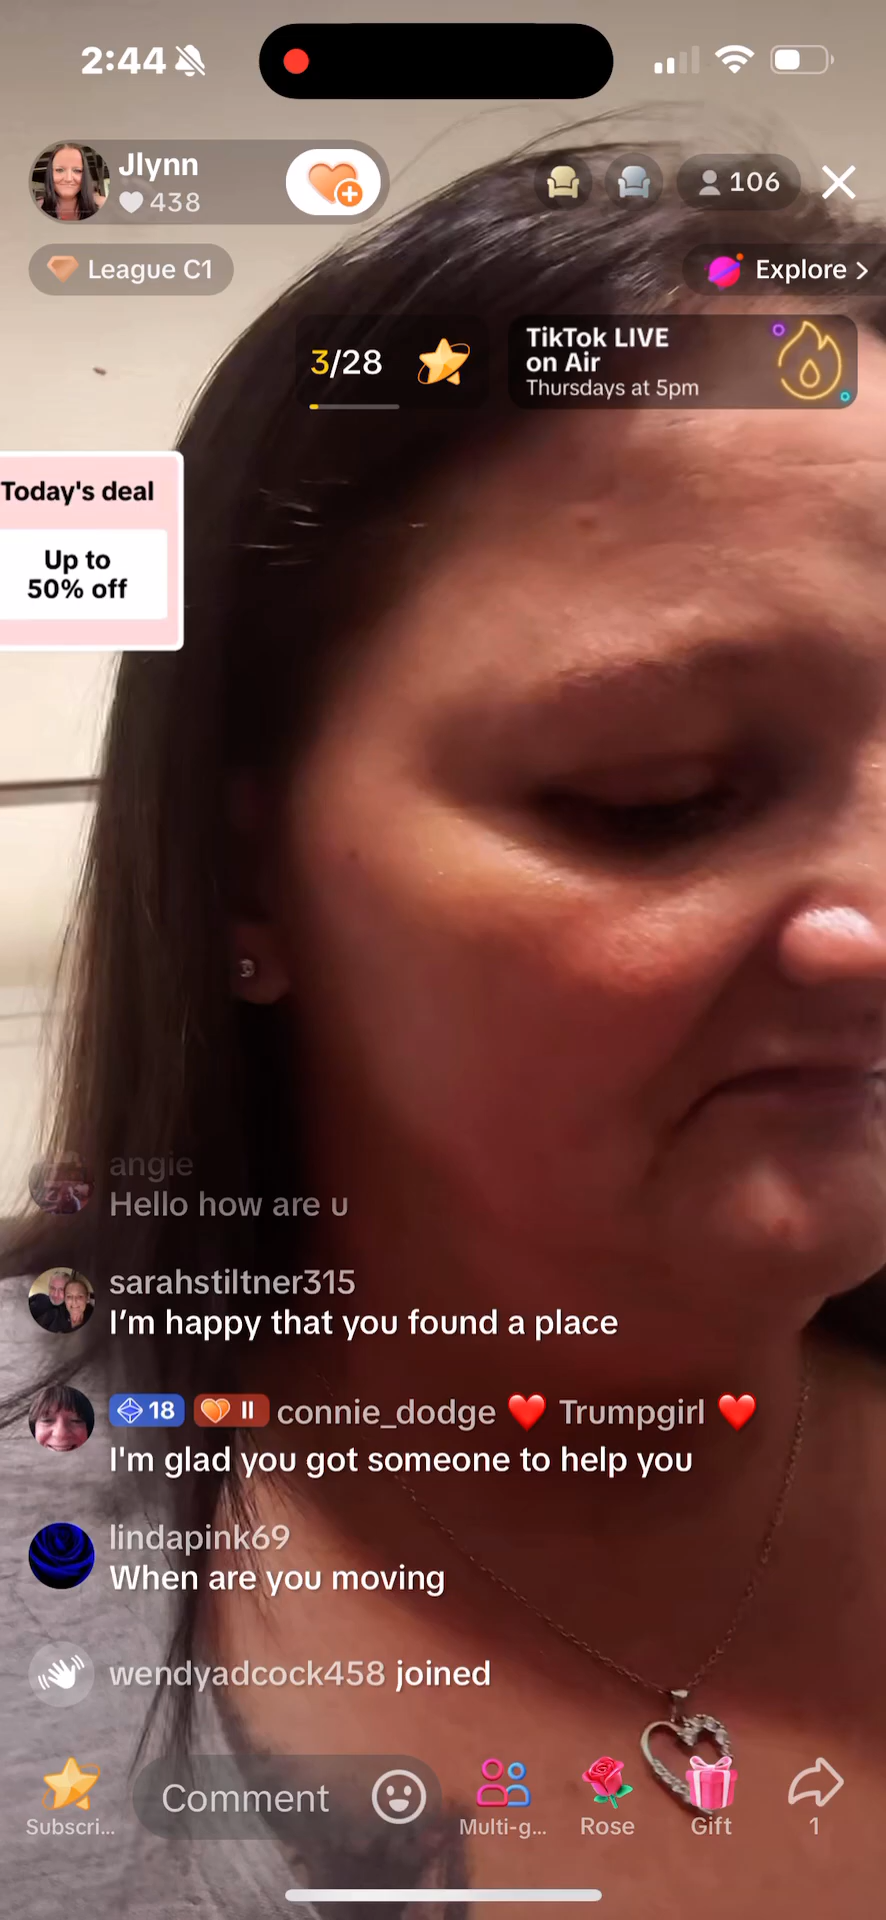 2:44
Jlynn
438
106
League C1
Explore >
3/28
TikTok LIVE
on Air
Thursdays at 5pm
Today's deal
Up to
50% off
angie
Hello how are u
sarahstiltner315
I'm happy that you found a place
18 II connie_dodge ❤️ Trumpgirl ❤️
I'm glad you got someone to help you
lindapink69
When are you moving
wendyadcock458 joined
Comment
Subscri...
Multi-g...
Rose
Gift
1